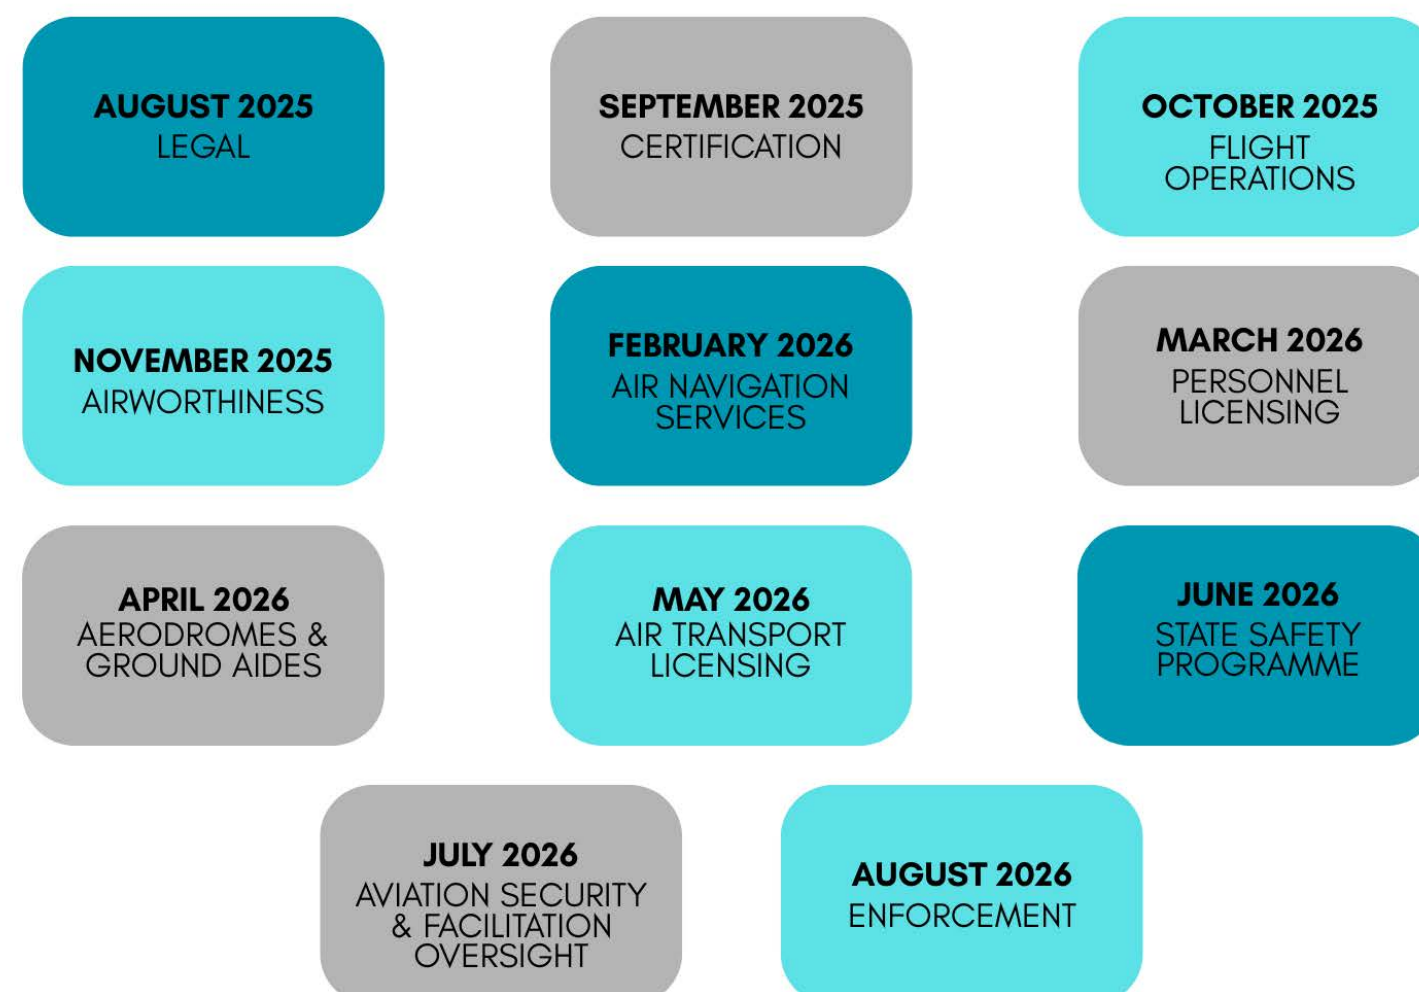 AUGUST 2025
LEGAL
SEPTEMBER 2025
CERTIFICATION
OCTOBER 2025
FLIGHT
OPERATIONS
NOVEMBER 2025
AIRWORTHINESS
FEBRUARY 2026
AIR NAVIGATION
SERVICES
MARCH 2026
PERSONNEL
LICENSING
APRIL 2026
AERODROMES &
GROUND AIDES
MAY 2026
AIR TRANSPORT
LICENSING
JUNE 2026
STATE SAFETY
PROGRAMME
JULY 2026
AVIATION SECURITY
& FACILITATION
OVERSIGHT
AUGUST 2026
ENFORCEMENT